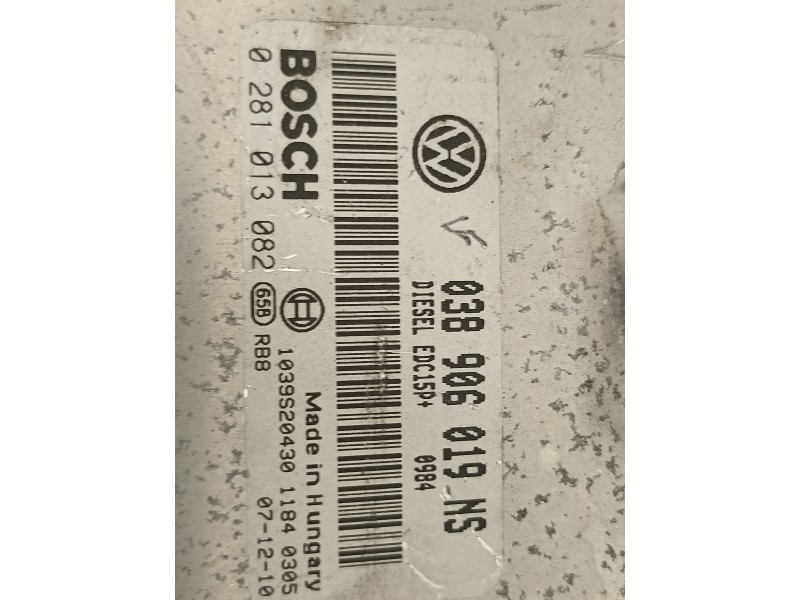 038 906 019 NS
DIESEL EDC15P+ 0984
BOSCH
Made in Hungary
1039S20430 1184 0305
0 281 013 082 65B RB8 07-12-10